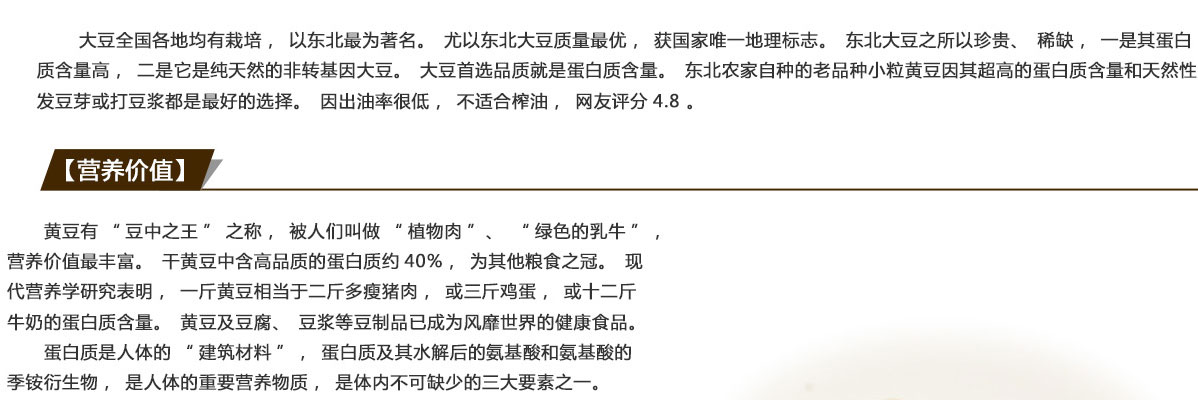 大豆全国各地均有栽培， 以东北最为著名。 尤以东北大豆质量最优， 获国家唯一地理标志。 东北大豆之所以珍贵、 稀缺， 一是其蛋白
质含量高， 二是它是纯天然的非转基因大豆。 大豆首选品质就是蛋白质含量。 东北农家自种的老品种小粒黄豆因其超高的蛋白质含量和天然性
发豆芽或打豆浆都是最好的选择。 因出油率很低， 不适合榨油， 网友评分 4.8 。
【营养价值】
黄豆有 “ 豆中之王 ” 之称， 被人们叫做 “ 植物肉 ” 、 “ 绿色的乳牛 ” ，
营养价值最丰富。 干黄豆中含高品质的蛋白质约 40%， 为其他粮食之冠。 现
代营养学研究表明， 一斤黄豆相当于二斤多瘦猪肉， 或三斤鸡蛋， 或十二斤
牛奶的蛋白质含量。 黄豆及豆腐、 豆浆等豆制品已成为风靡世界的健康食品。
蛋白质是人体的 “ 建筑材料 ” ， 蛋白质及其水解后的氨基酸和氨基酸的
季铵衍生物， 是人体的重要营养物质， 是体内不可缺少的三大要素之一。